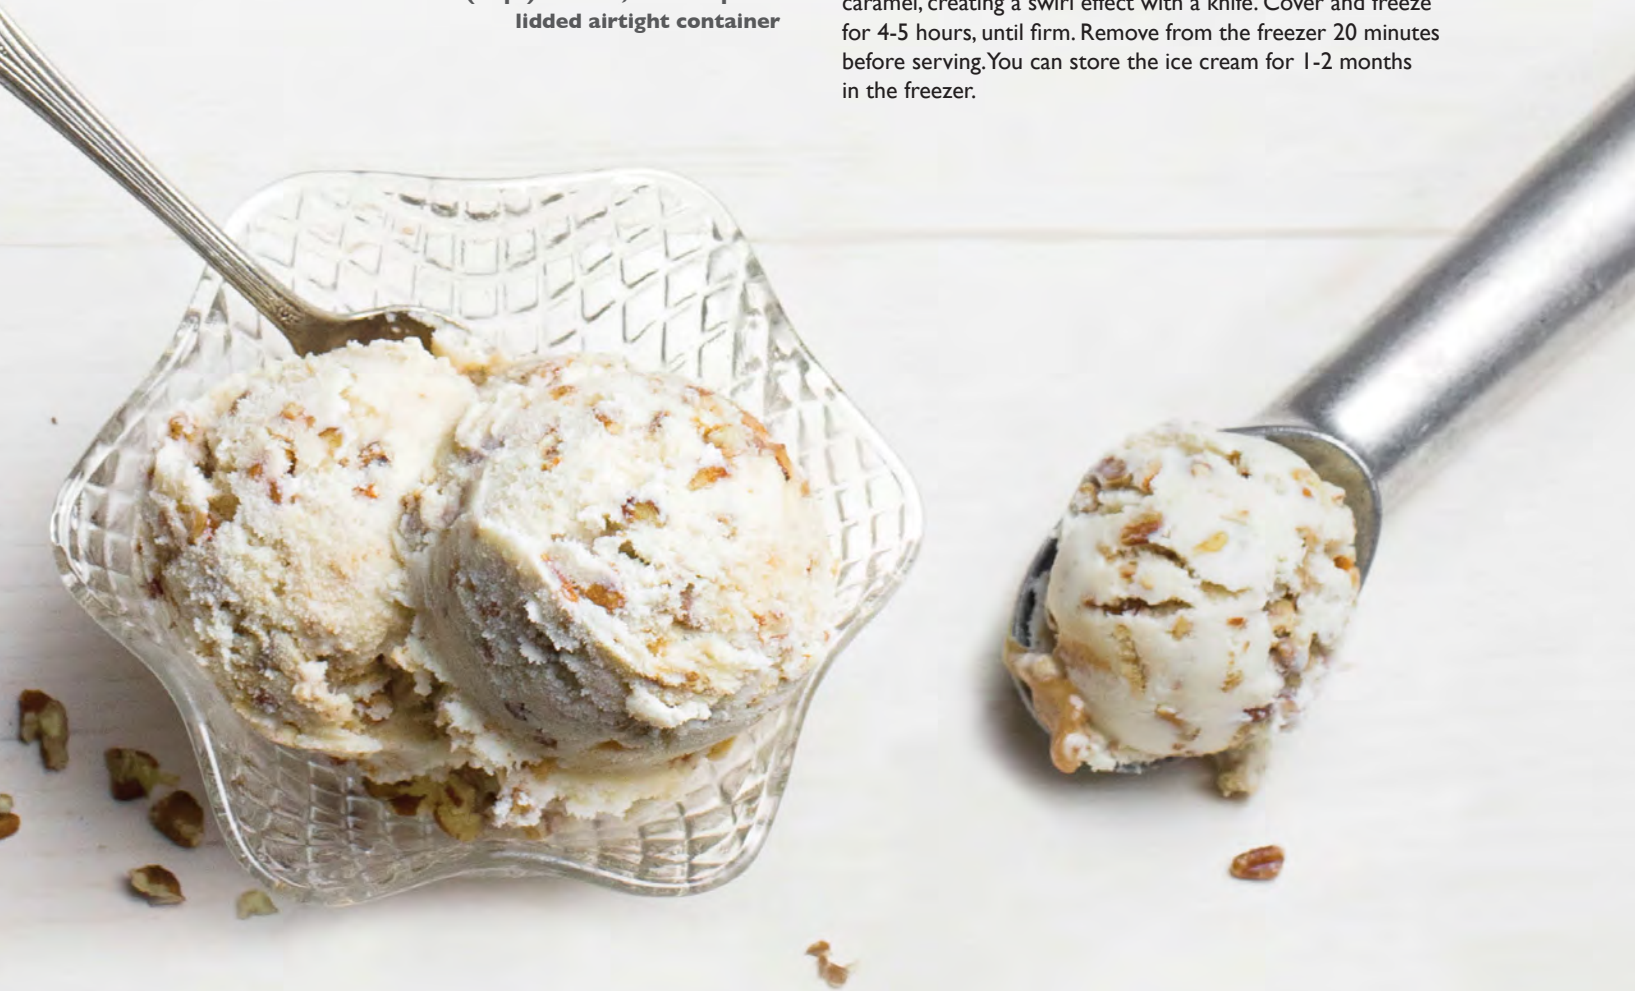 lidded airtight container
caramel, creating a swirl effect with a knife. Cover and freeze
for 4-5 hours, until firm. Remove from the freezer 20 minutes
before serving. You can store the ice cream for 1-2 months
in the freezer.